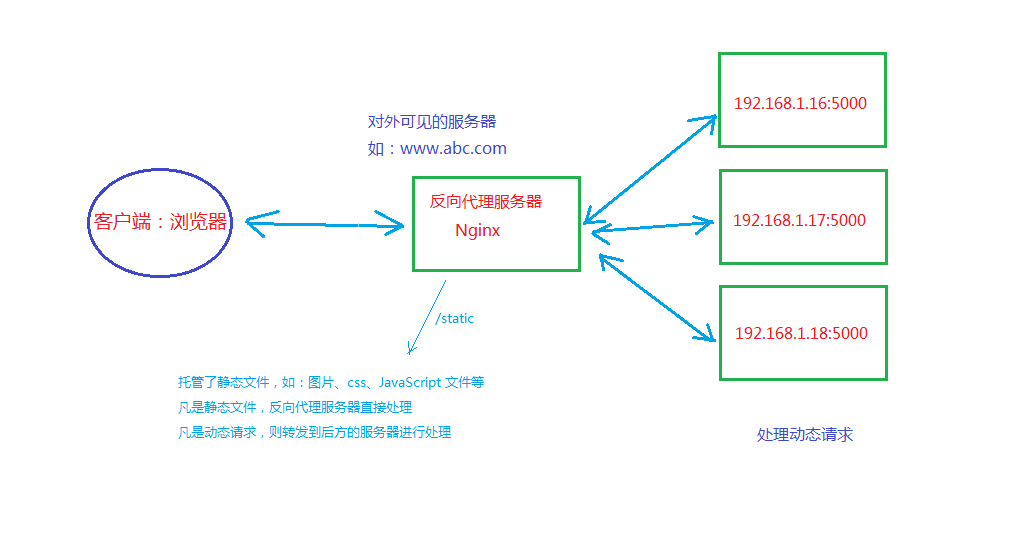 对外可见的服务器
如：www.abc.com
客户端：浏览器
反向代理服务器
Nginx
192.168.1.16:5000
192.168.1.17:5000
192.168.1.18:5000
/static
托管了静态文件，如：图片、css、JavaScript 文件等
凡是静态文件，反向代理服务器直接处理
凡是动态请求，则转发到后方的服务器进行处理
处理动态请求